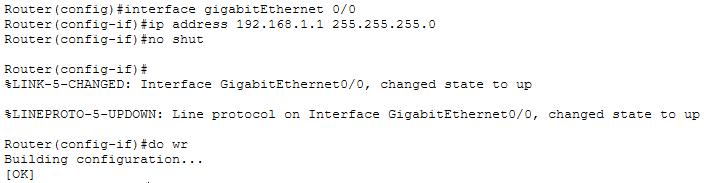 Router(config)#interface gigabitEthernet 0/0
Router(config-if)#ip address 192.168.1.1 255.255.255.0
Router(config-if)#no shut
Router(config-if)#
%LINK-5-CHANGED: Interface GigabitEthernet0/0, changed state to up
%LINEPROTO-5-UPDOWN: Line protocol on Interface GigabitEthernet0/0, changed state to up
Router(config-if)#do wr
Building configuration...
[OK]